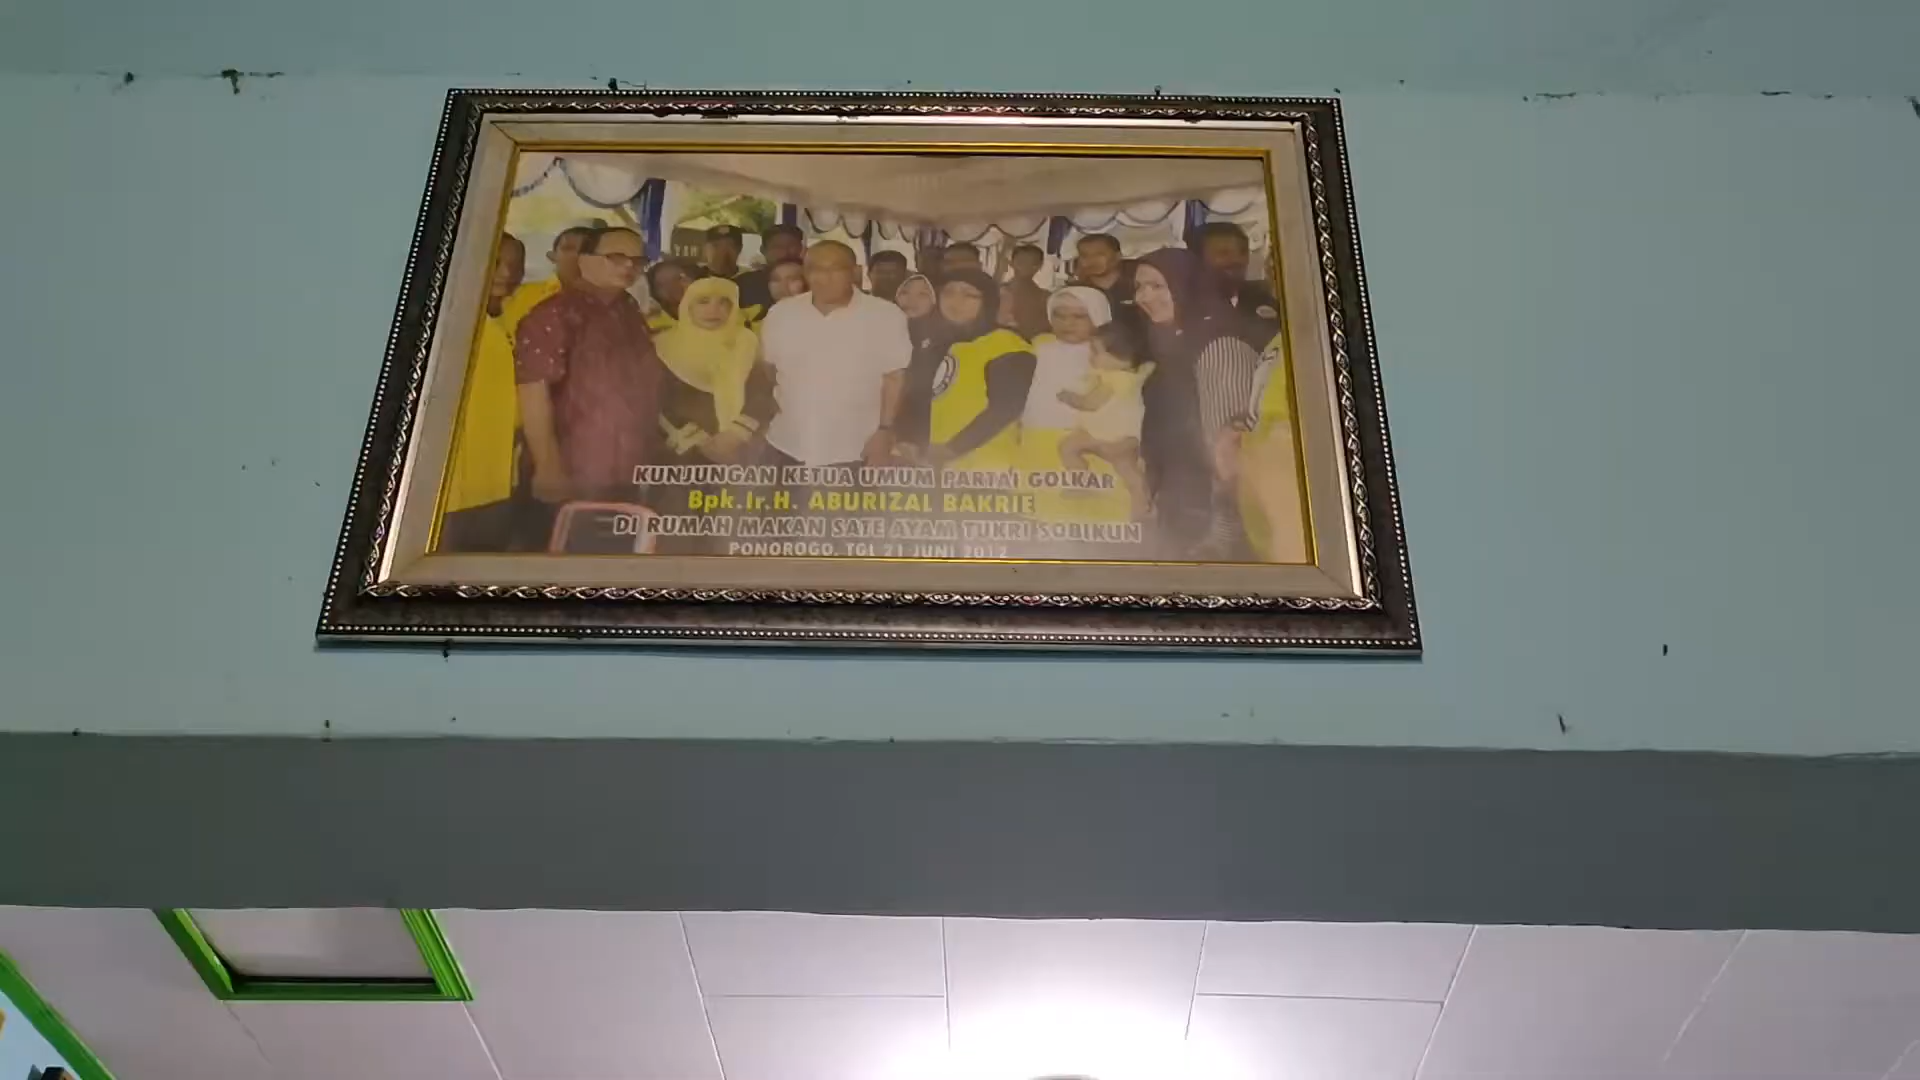 KUNJUNGAN KETUA UMUM PARTAI GOLKAR
Bpk.Ir.H. ABURIZAL BAKRIE
DI RUMAH MAKAN SATE AYAM TUKRI SOBIKUN
PONOROGO, TGL 21 JUNI 2012